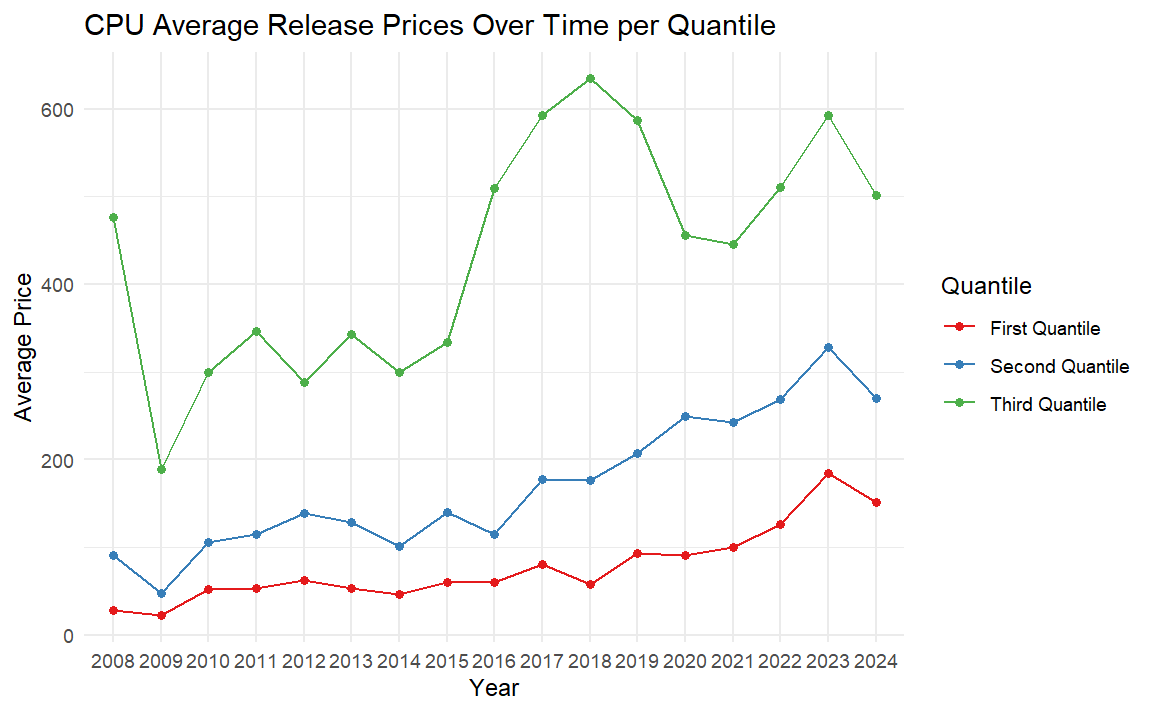 CPU Average Release Prices Over Time per Quantile
Average Price
600
400
200
0
2008 2009 2010 2011 2012 2013 2014 2015 2016 2017 2018 2019 2020 2021 2022 2023 2024
Year
Quantile
First Quantile
Second Quantile
Third Quantile